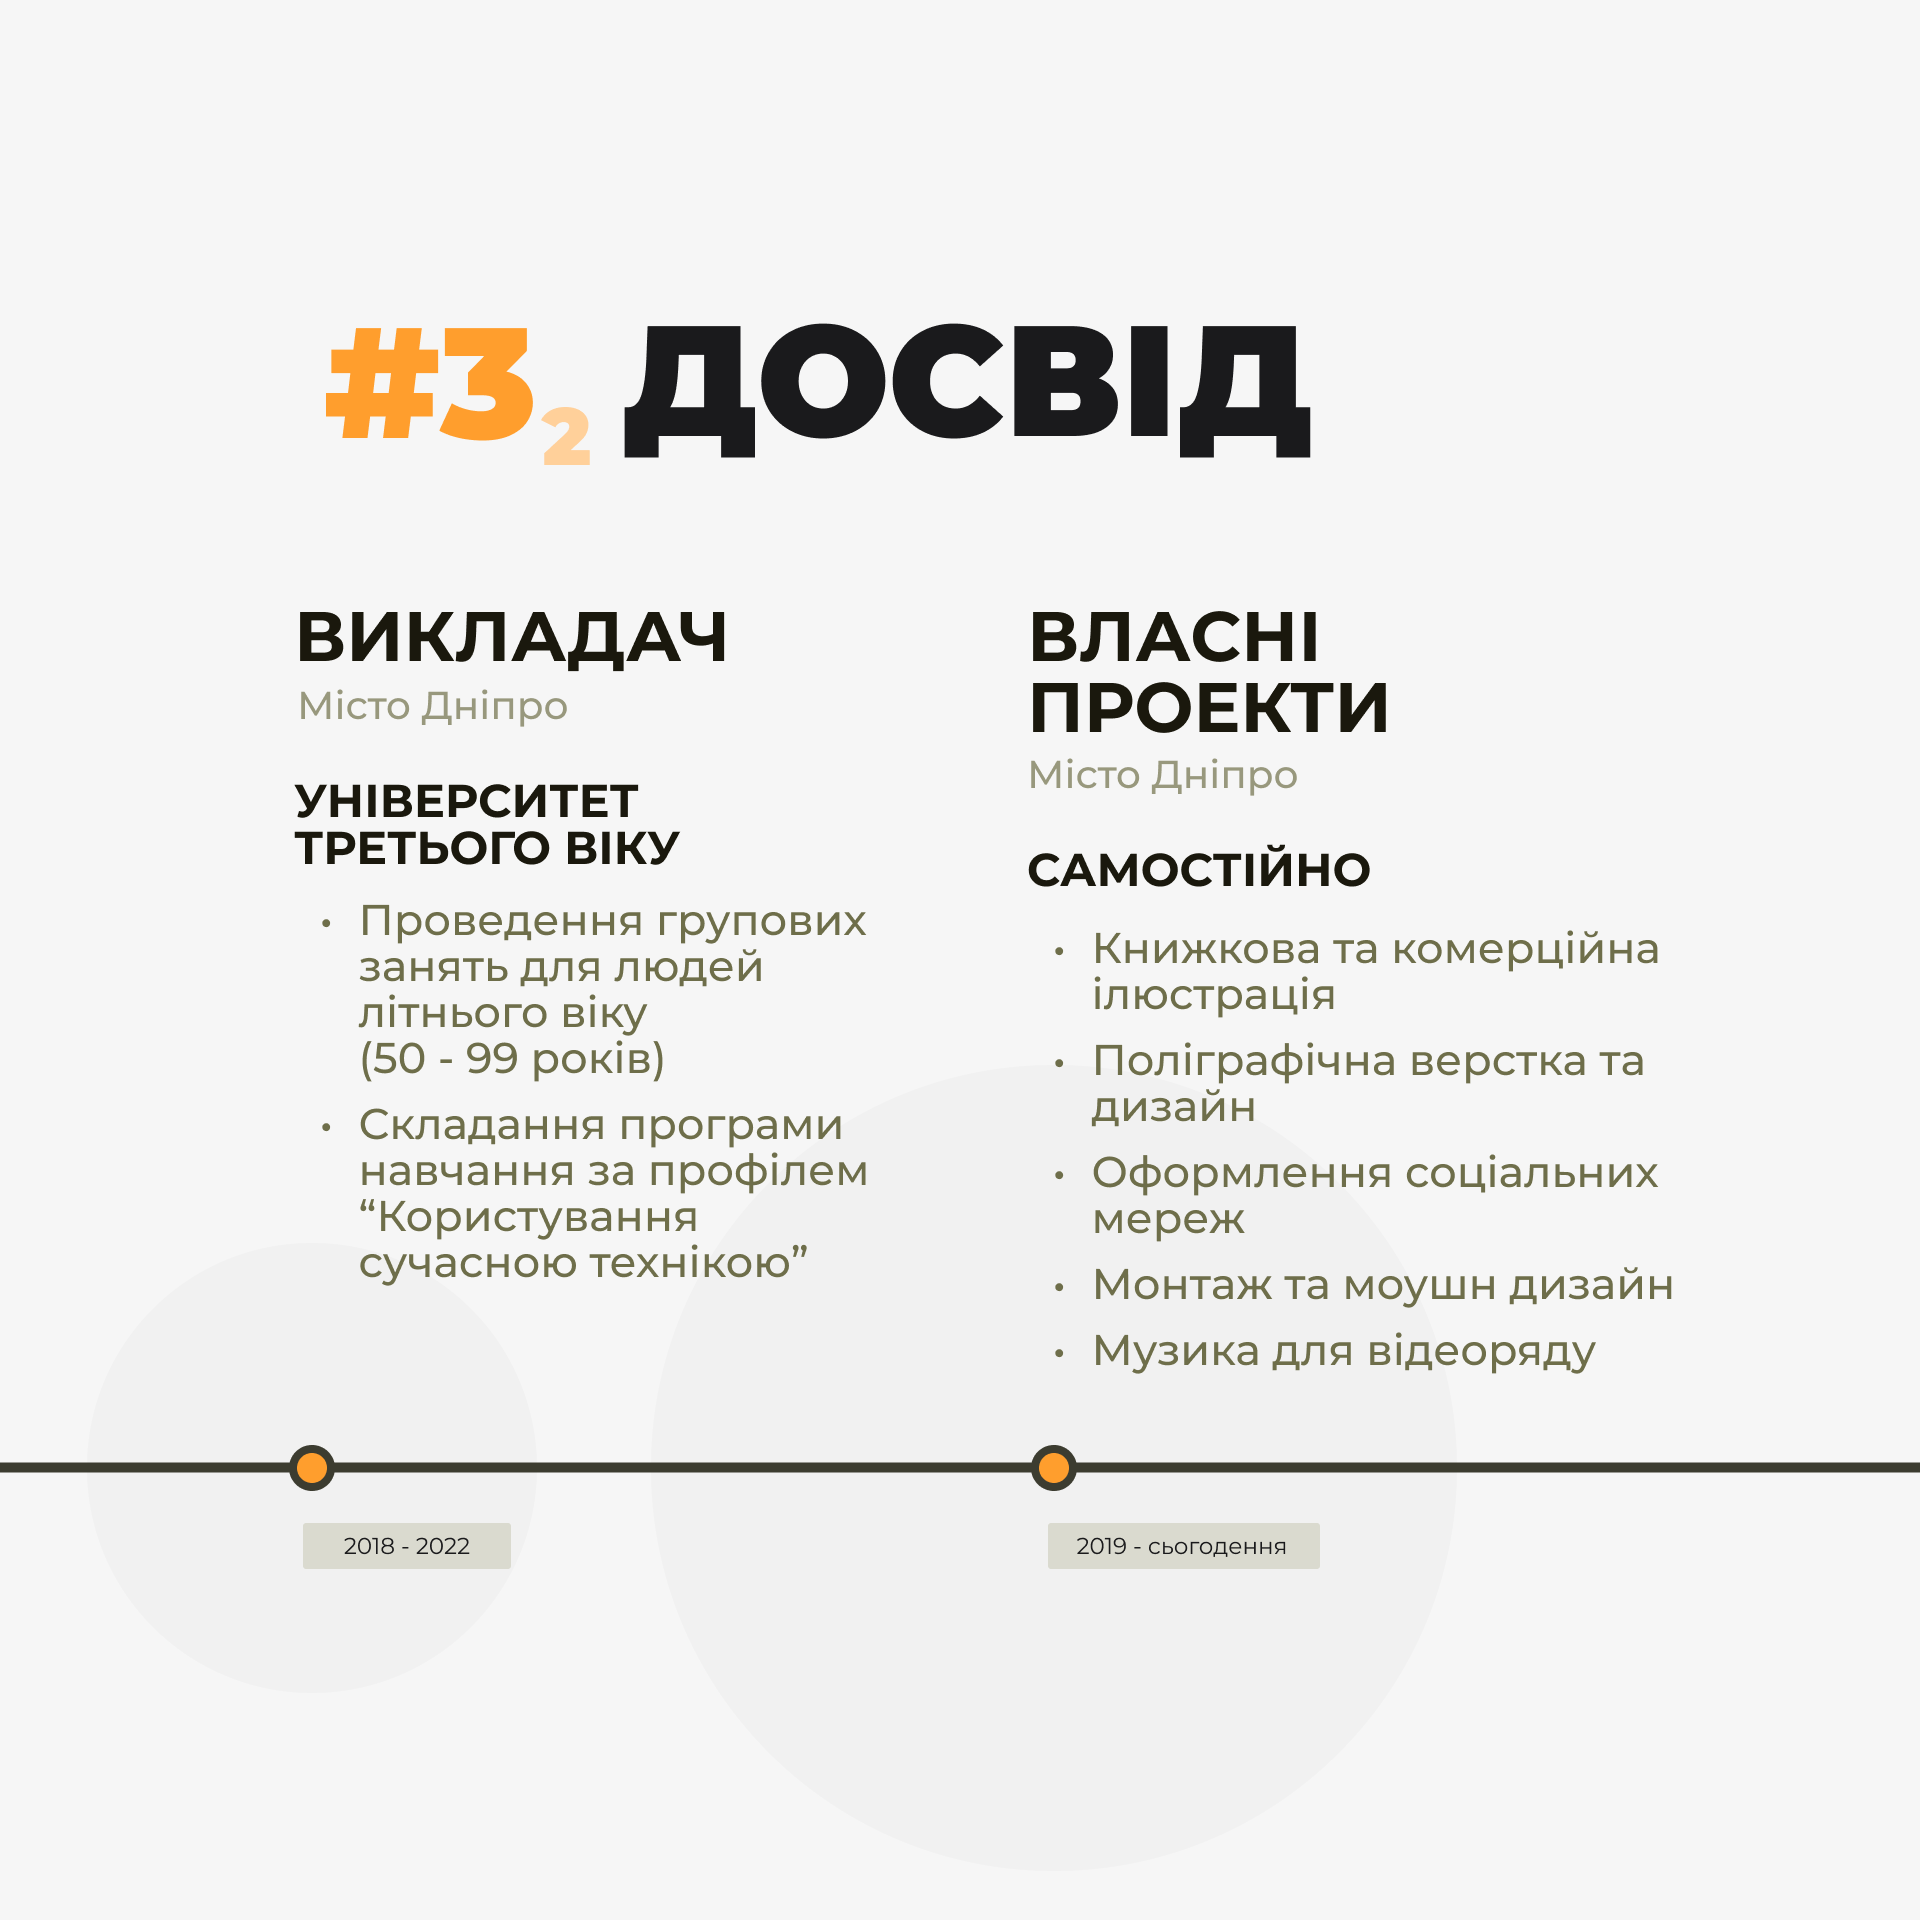 #3₂ ДОСВІД
ВИКЛАДАЧ
Місто Дніпро
УНІВЕРСИТЕТ
ТРЕТЬОГО ВІКУ
• Проведення групових
занять для людей
літнього віку
(50 - 99 років)
• Складання програми
навчання за профілем
“Користування
сучасною технікою”
2018 - 2022
ВЛАСНІ
ПРОЕКТИ
Місто Дніпро
САМОСТІЙНО
• Книжкова та комерційна
ілюстрація
• Поліграфічна верстка та
дизайн
• Оформлення соціальних
мереж
• Монтаж та моушн дизайн
• Музика для відеоряду
2019 - сьогодення